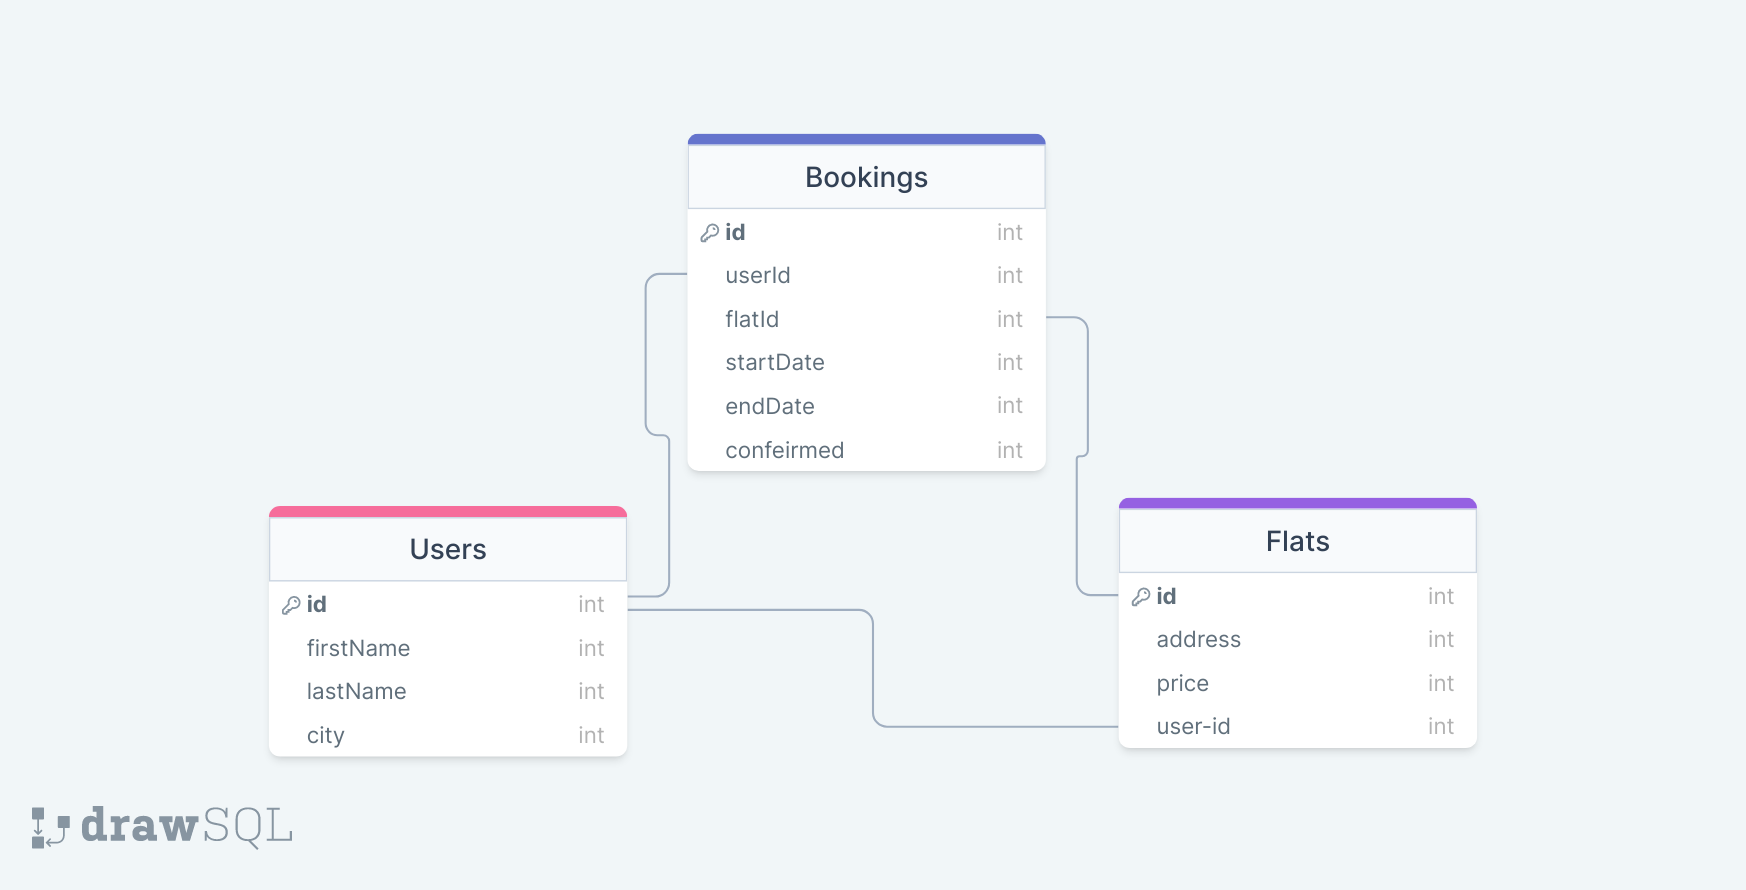 Bookings
id int
userId int
flatId int
startDate int
endDate int
confeirmed int
Users
id int
firstName int
lastName int
city int
Flats
id int
address int
price int
user-id int
drawSQL